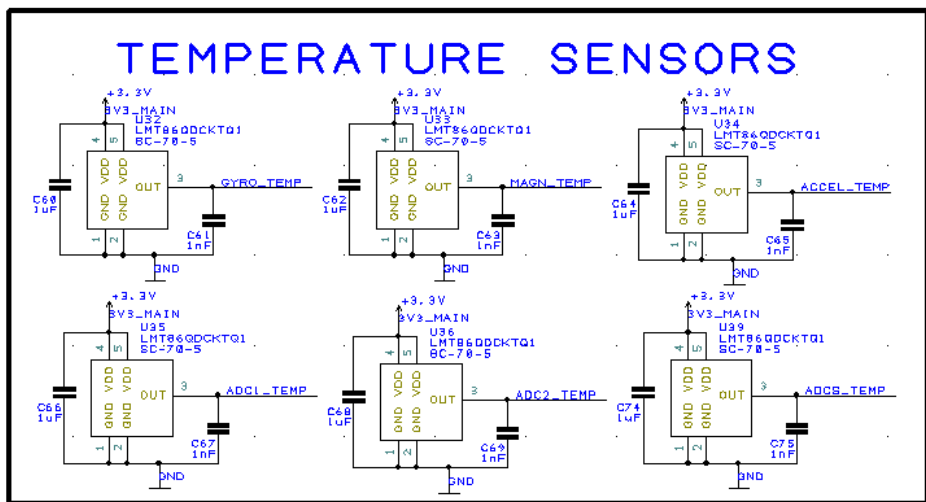 TEMPERATURE SENSORS
+3.3V
3V3_MAIN
U32
LMT86QDCKTQ1
SC-70-5
4 5
GND VDD
GND VDD
OUT
3
GYRO_TEMP
C60
1uF
1 2
C61
1nF
GND
+3.3V
3V3_MAIN
U33
LMT86QDCKTQ1
SC-70-5
4 5
GND VDD
GND VDD
OUT
3
MAGN_TEMP
C62
1uF
1 2
C63
1nF
GND
+3.3V
3V3_MAIN
U34
LMT86QDCKTQ1
SC-70-5
4 5
GND VDD
GND VDD
OUT
3
ACCEL_TEMP
C64
1uF
1 2
C65
1nF
GND
+3.3V
3V3_MAIN
U35
LMT86QDCKTQ1
SC-70-5
4 5
GND VDD
GND VDD
OUT
3
ADC1_TEMP
C66
1uF
1 2
C67
1nF
GND
+3.3V
3V3_MAIN
U36
LMT86QDCKTQ1
SC-70-5
4 5
GND VDD
GND VDD
OUT
3
ADC2_TEMP
C68
1uF
1 2
C69
1nF
GND
+3.3V
3V3_MAIN
U39
LMT86QDCKTQ1
SC-70-5
4 5
GND VDD
GND VDD
OUT
3
ADCS_TEMP
C74
1uF
1 2
C75
1nF
GND